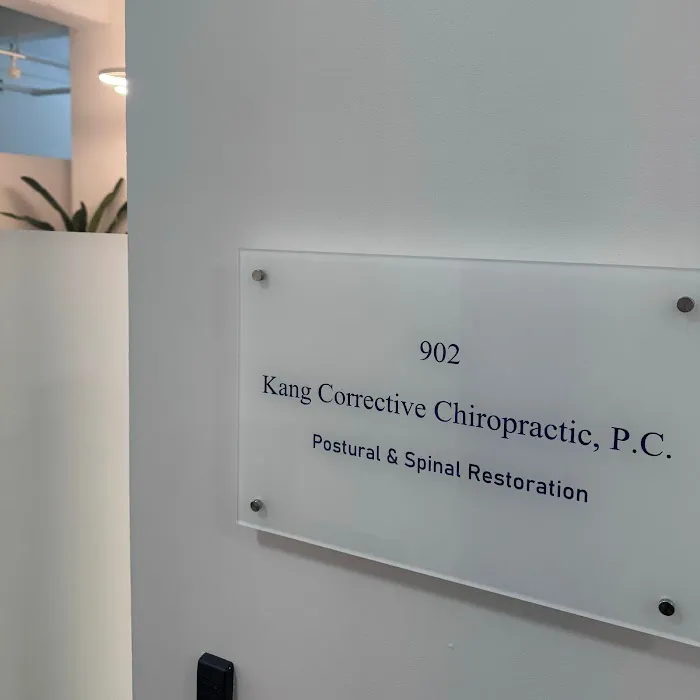 902
Kang Corrective Chiropractic, P.C.
Postural & Spinal Restoration